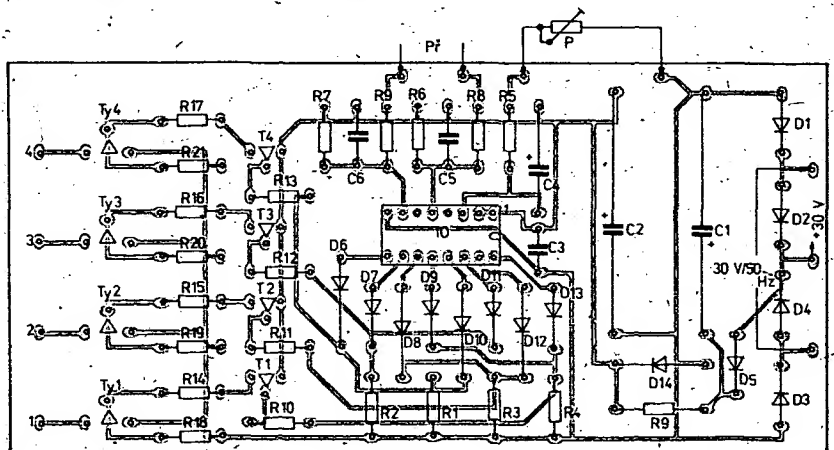 Př
P
R7
R9
R6
R8
R5
Ty4
R17
T4
D1
4
R21
C6
C5
C4
R13
Ty3
R16
T3
1
D2
3
R20
IO
C3
C2
C1
+30 V
R12
D6
30 V/50
Hz
Ty2
R15
T2
D7
D9
D11
D13
D4
2
R19
R11
D8
D10
D12
D14
D5
T1
Ty1
R14
D3
1
R18
R10
R2
R1
R3
R4
R9